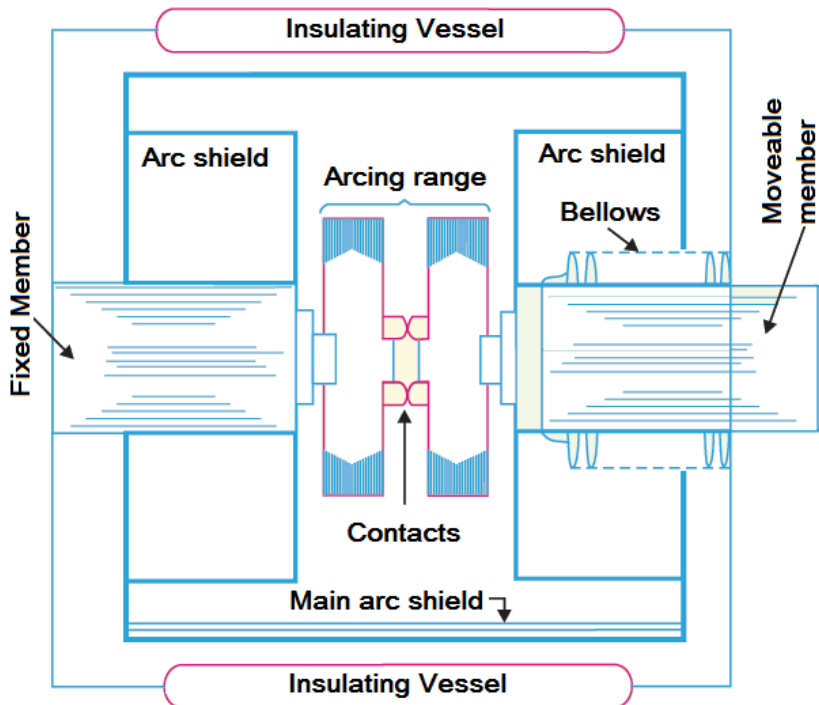 Insulating Vessel
Arc shield
Arcing range
Arc shield
Bellows
Moveable
member
Fixed Member
Contacts
Main arc shield
Insulating Vessel